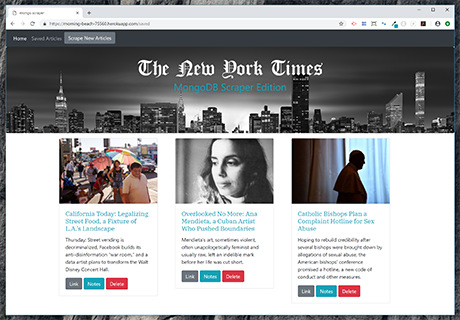 mongo scraper
https://morning-beach-75560.herokuapp.com/saved
Home Saved Articles Scrape New Articles
The New York Times
MongoDB Scraper Edition
California Today: Legalizing
Street Food, a Fixture of
L.A.'s Landscape
Thursday: Street vending is
decriminalized, Facebook builds its
anti-disinformation "war room," and a
data artist plans to transform the Walt
Disney Concert Hall.
Link Notes Delete
Overlooked No More: Ana
Mendieta, a Cuban Artist
Who Pushed Boundaries
Mendieta's art, sometimes violent,
often unapologetically feminist and
usually raw, left an indelible mark
before her life was cut short.
Link Notes Delete
Catholic Bishops Plan a
Complaint Hotline for Sex
Abuse
Hoping to rebuild credibility after
several bishops were brought down by
allegations of sexual abuse, the
American bishops' conference
promised a hotline, a new code of
conduct and other measures.
Link Notes Delete